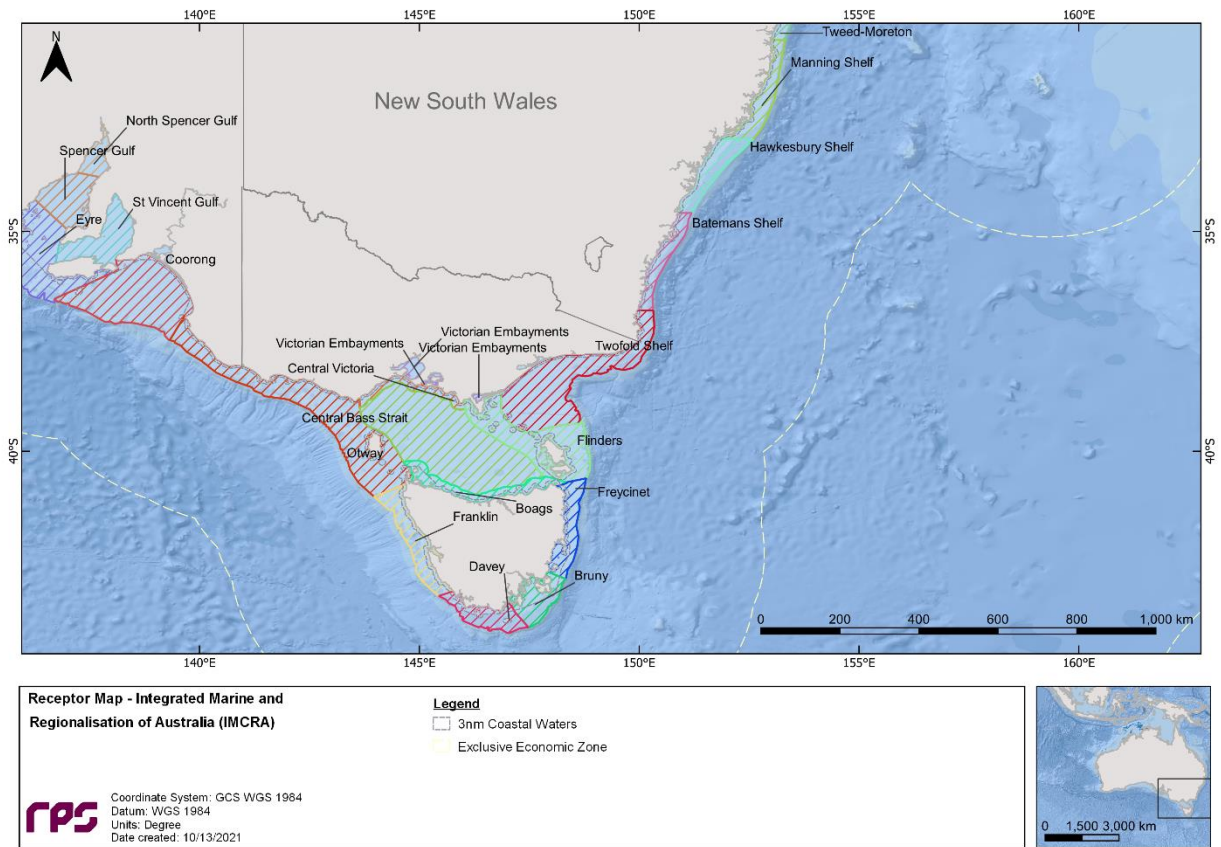 140°E 145°E 150°E 155°E 160°E
N
Tweed-Moreton
Manning Shelf
New South Wales
North Spencer Gulf
Hawkesbury Shelf
Spencer Gulf
St Vincent Gulf
Eyre
35°S 35°S
Batemans Shelf
Coorong
Victorian Embayments
Victorian Embayments
Victorian Embayments
Twofold Shelf
Central Victoria
Central Bass Strait
Flinders
Otway
40°S 40°S
Freycinet
Boags
Franklin
Davey
Bruny
0 200 400 600 800 1,000 km
140°E 145°E 150°E 155°E 160°E
Receptor Map - Integrated Marine and
Regionalisation of Australia (IMCRA)
Legend
3nm Coastal Waters
Exclusive Economic Zone
rps
Coordinate System: GCS WGS 1984
Datum: WGS 1984
Units: Degree
Date created: 10/13/2021
0 1,500 3,000 km